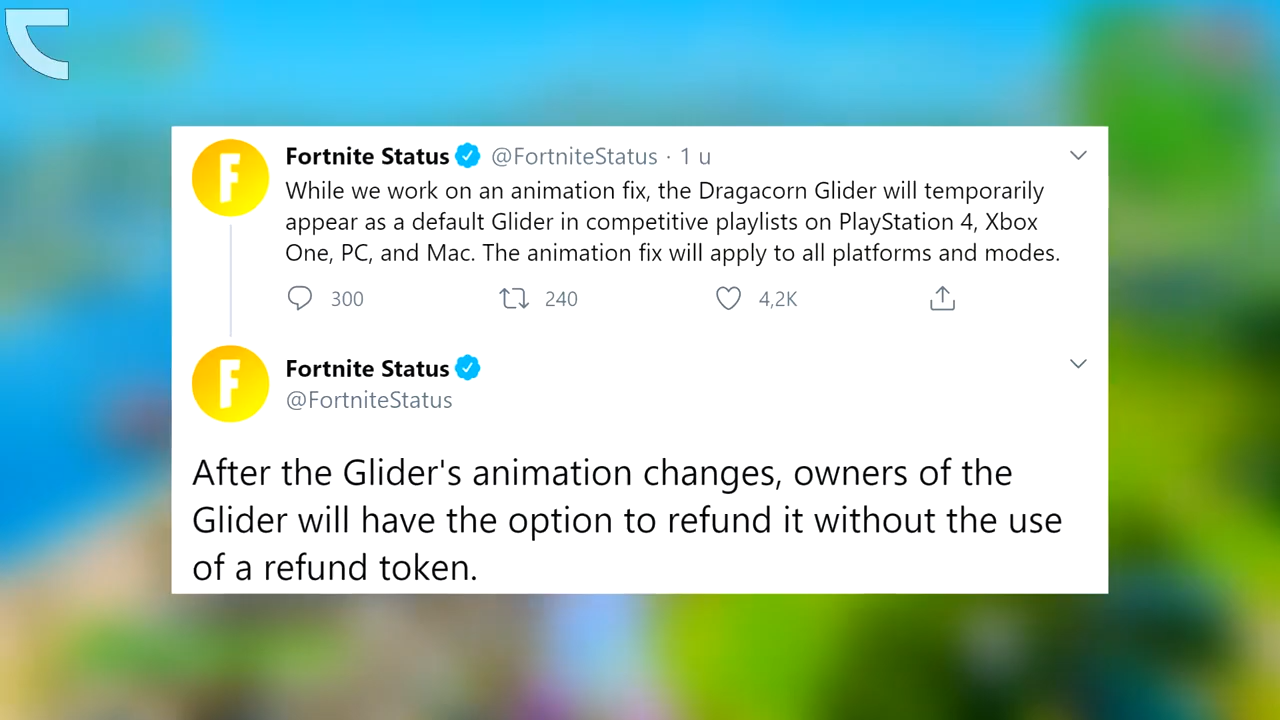 Fortnite Status @FortniteStatus · 1 u
While we work on an animation fix, the Dragacorn Glider will temporarily
appear as a default Glider in competitive playlists on PlayStation 4, Xbox
One, PC, and Mac. The animation fix will apply to all platforms and modes.
300 240 4,2K
Fortnite Status
@FortniteStatus
After the Glider's animation changes, owners of the
Glider will have the option to refund it without the use
of a refund token.